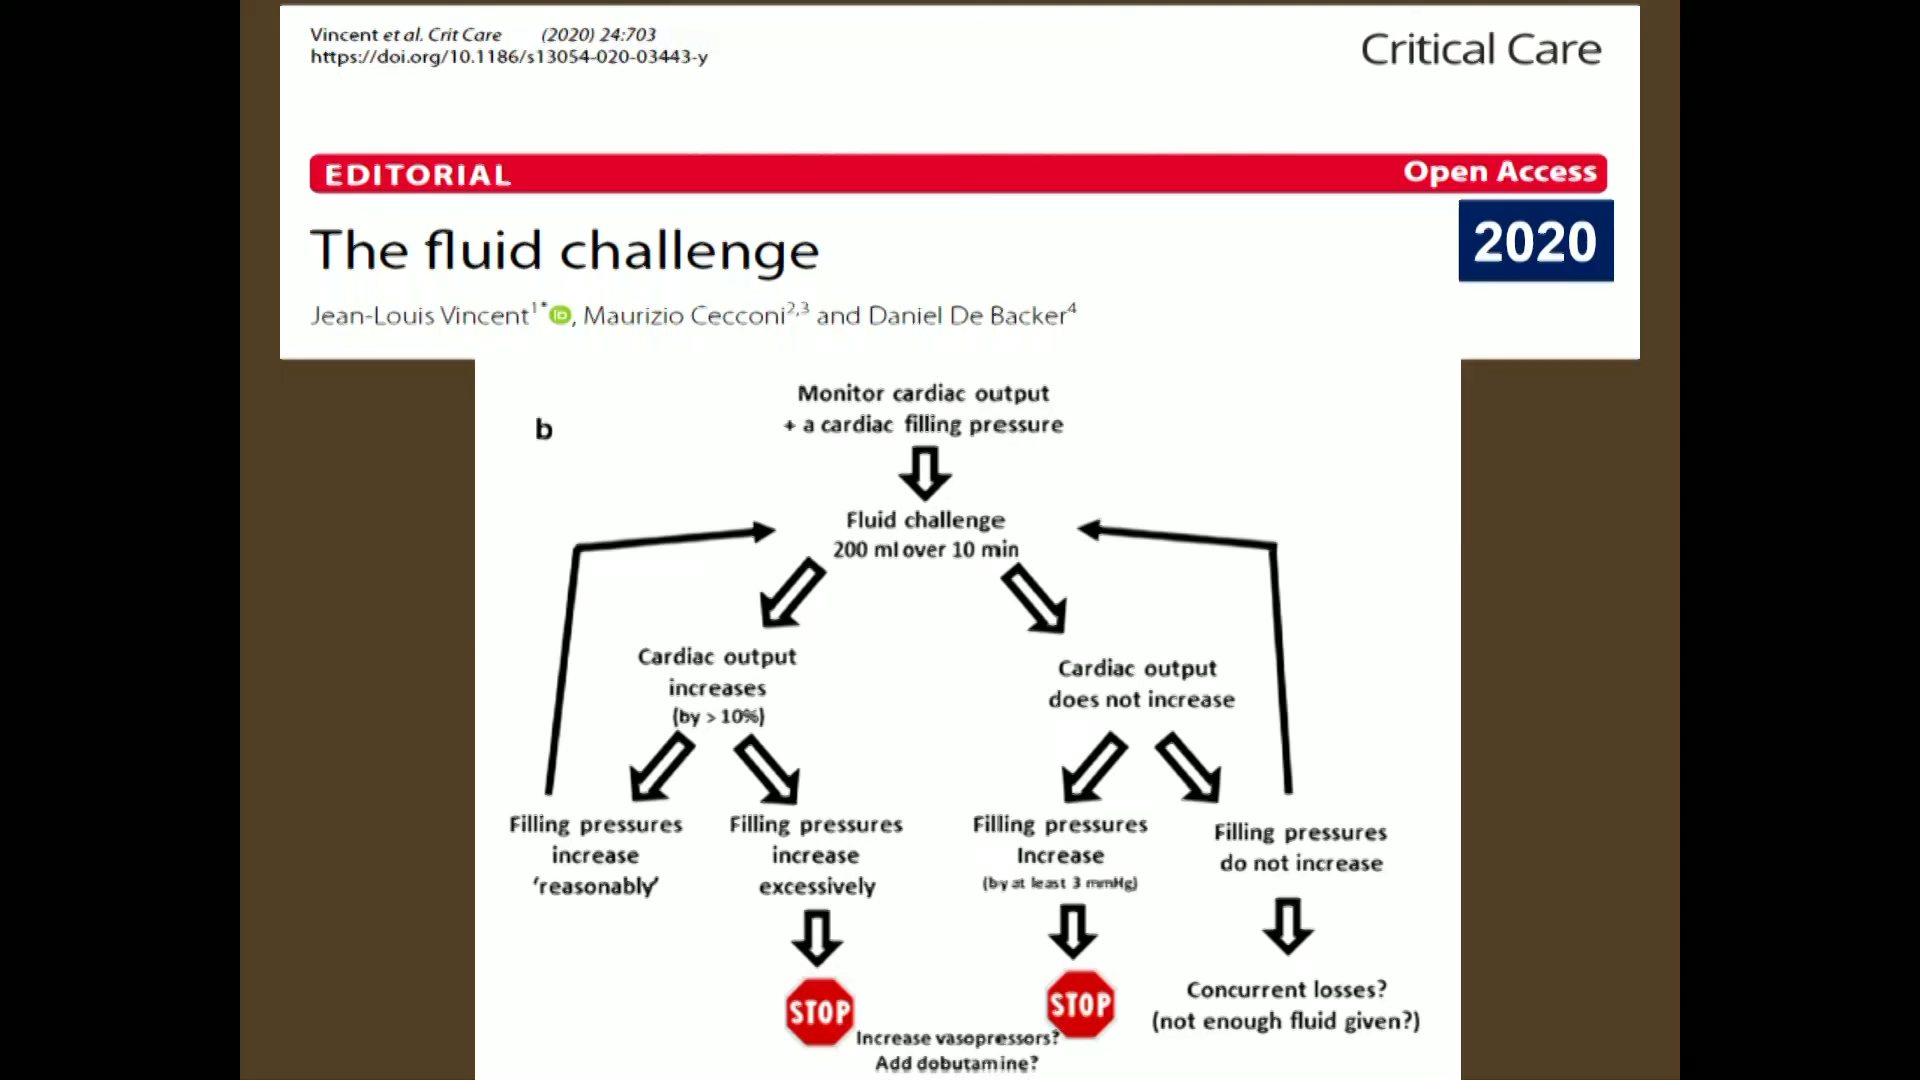 Vincent et al. Crit Care (2020) 24:703
https://doi.org/10.1186/s13054-020-03443-y
Critical Care
EDITORIAL
Open Access
The fluid challenge
2020
Jean-Louis Vincent1* iD, Maurizio Cecconi2,3 and Daniel De Backer4
b
Monitor cardiac output
+ a cardiac filling pressure
Fluid challenge
200 ml over 10 min
Cardiac output
increases
(by > 10%)
Cardiac output
does not increase
Filling pressures
increase
‘reasonably’
Filling pressures
increase
excessively
Filling pressures
Increase
(by at least 3 mmHg)
Filling pressures
do not increase
STOP
STOP
Increase vasopressors?
Add dobutamine?
Concurrent losses?
(not enough fluid given?)